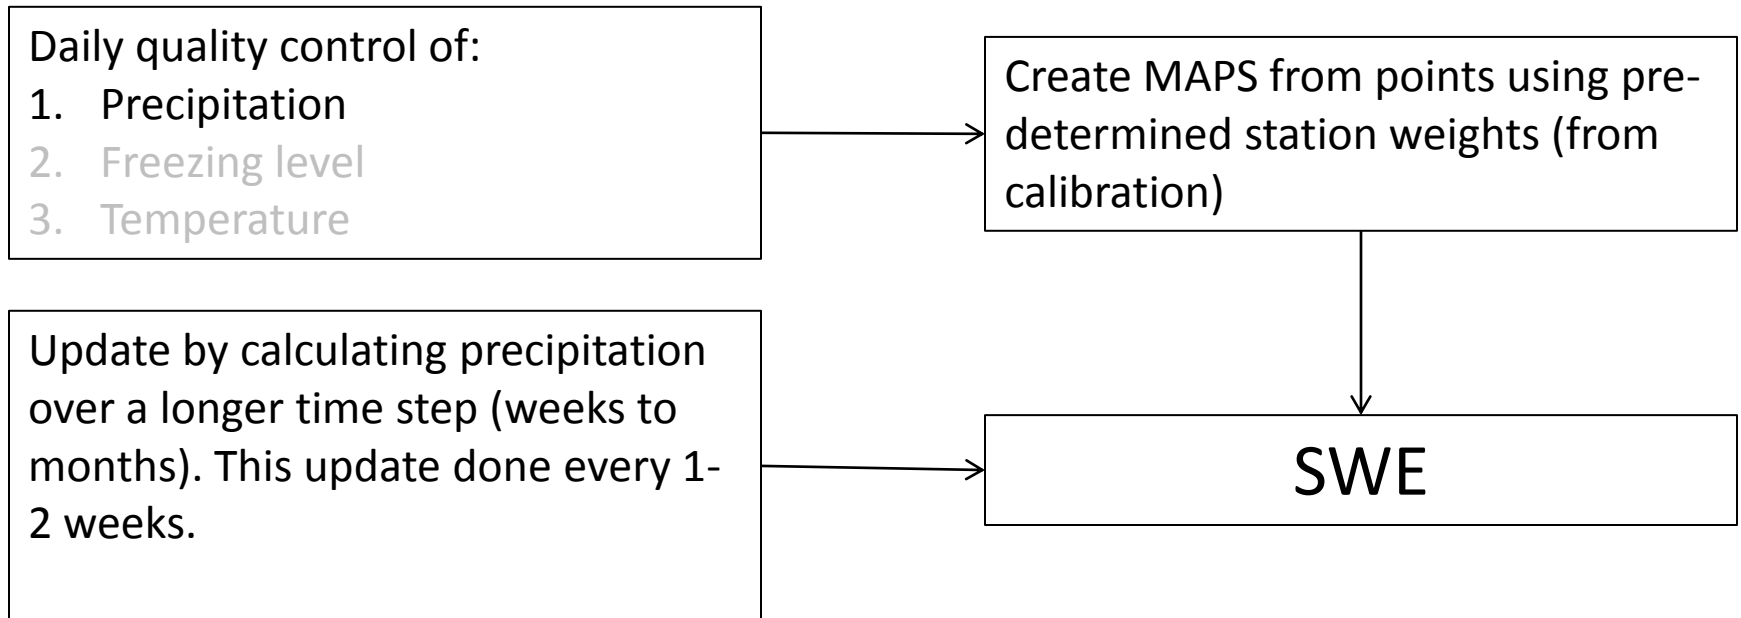 Daily quality control of:
1. Precipitation
2. Freezing level
3. Temperature
Create MAPS from points using pre-
determined station weights (from
calibration)
Update by calculating precipitation
over a longer time step (weeks to
months). This update done every 1-
2 weeks.
SWE